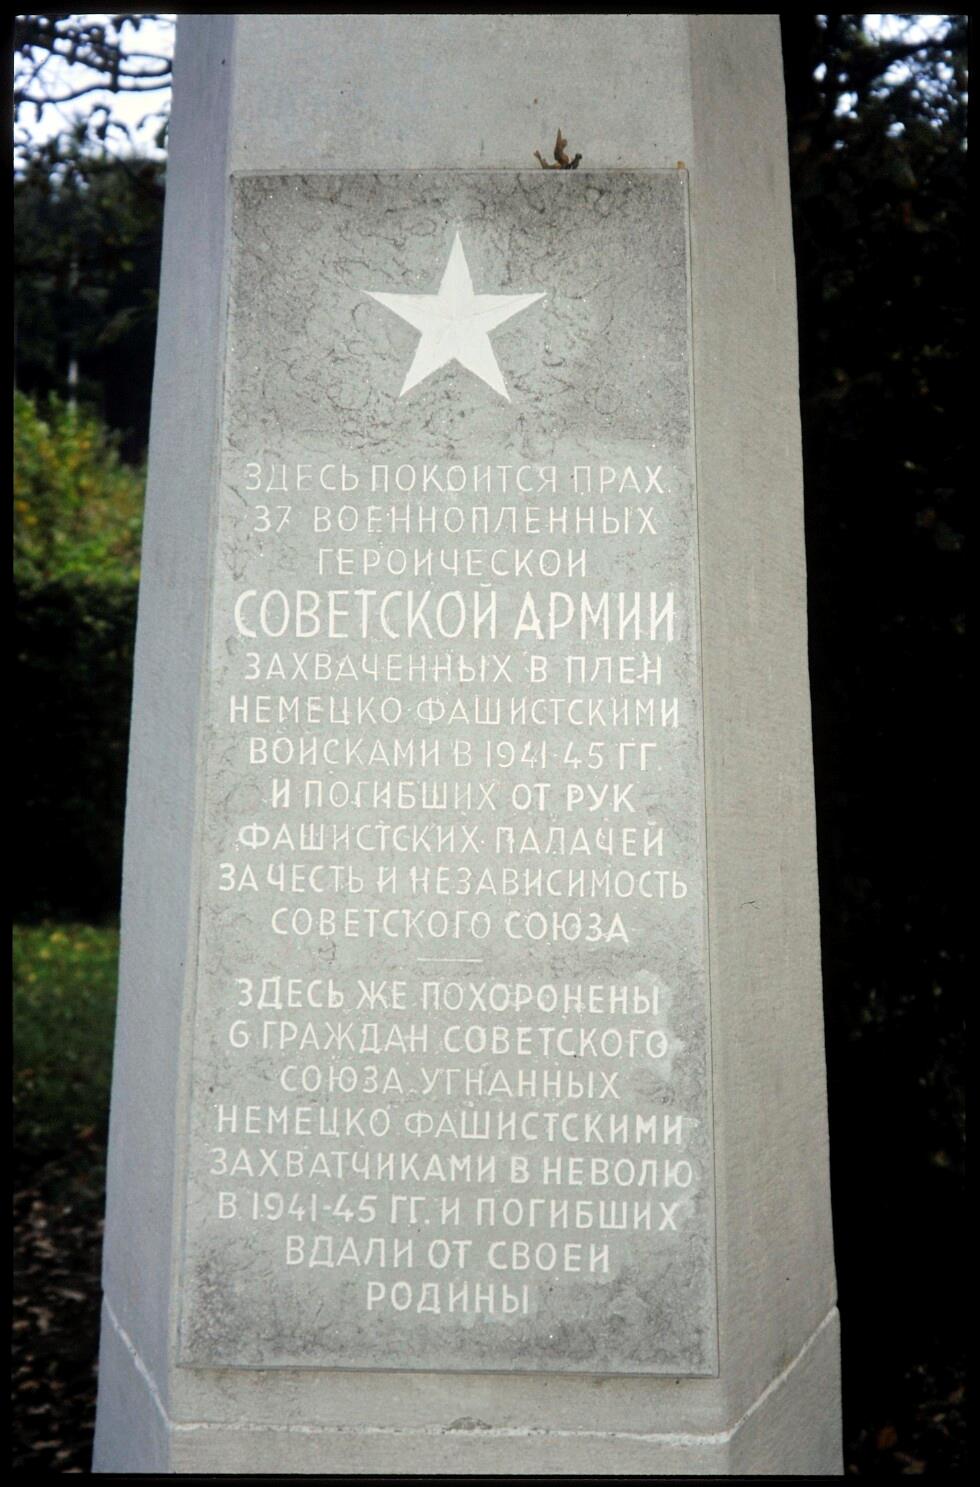 ЗДЕСЬ ПОКОИТСЯ ПРАХ
37 ВОЕННОПЛЕННЫХ
ГЕРОИЧЕСКОИ
СОВЕТСКОЙ АРМИИ
ЗАХВАЧЕННЫХ В ПЛЕН
НЕМЕЦКО-ФАШИСТСКИМИ
ВОЙСКАМИ В 1941-45 ГГ.
И ПОГИБШИХ ОТ РУК
ФАШИСТСКИХ ПАЛАЧЕЙ
ЗА ЧЕСТЬ И НЕЗАВИСИМОСТЬ
СОВЕТСКОГО СОЮЗА
ЗДЕСЬ ЖЕ ПОХОРОНЕНЫ
6 ГРАЖДАН СОВЕТСКОГО
СОЮЗА УГНАННЫХ
НЕМЕЦКО ФАШИСТСКИМИ
ЗАХВАТЧИКАМИ В НЕВОЛЮ
В 1941-45 ГГ. И ПОГИБШИХ
ВДАЛИ ОТ СВОЕЙ
РОДИНЫ